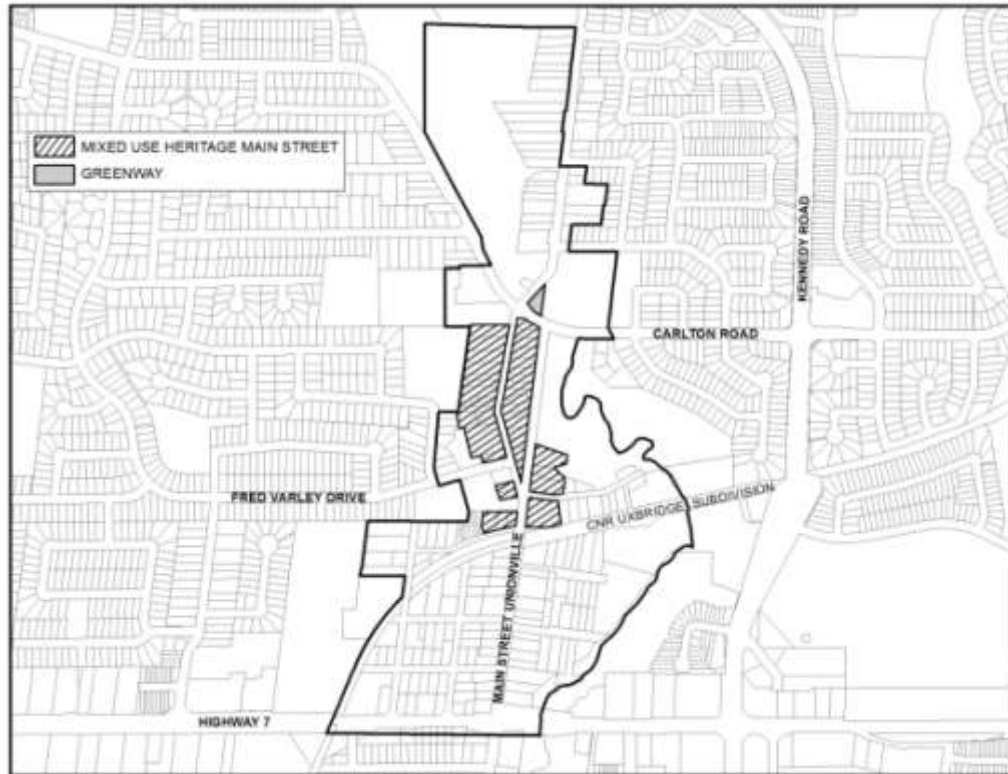 MIXED USE HERITAGE MAIN STREET
GREENWAY
KENNEDY ROAD
CARLTON ROAD
FRED VARLEY DRIVE
CNR UXBRIDGE SUBDIVISION
MAIN STREET UNIONVILLE
HIGHWAY 7